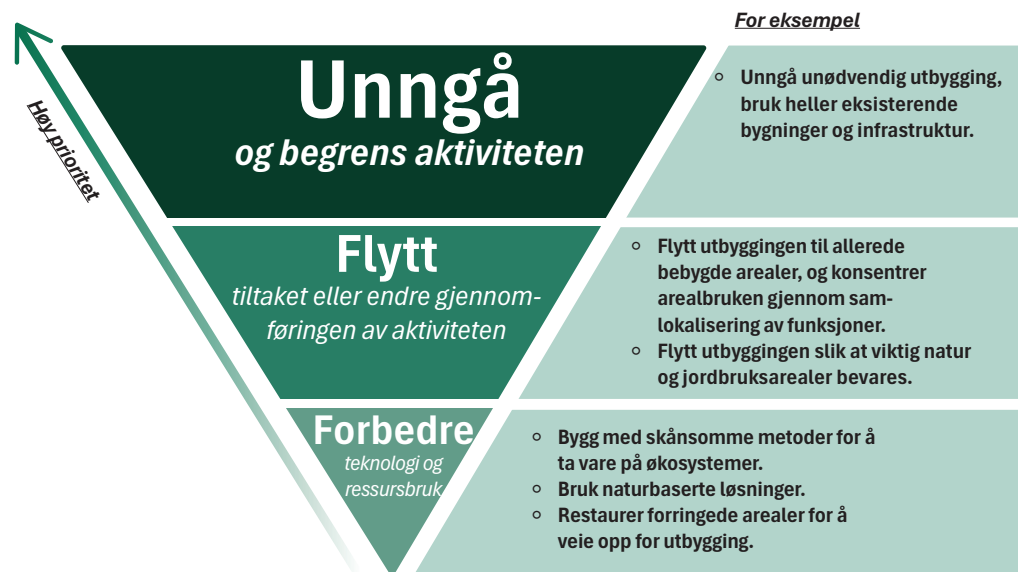 For eksempel
Høy prioritet
Unngå
og begrens aktiviteten
◦ Unngå unødvendig utbygging,
bruk heller eksisterende
bygninger og infrastruktur.
Flytt
tiltaket eller endre gjennom-
føringen av aktiviteten
◦ Flytt utbyggingen til allerede
bebygde arealer, og konsentrer
arealbruken gjennom sam-
lokalisering av funksjoner.
◦ Flytt utbyggingen slik at viktig natur
og jordbruksarealer bevares.
Forbedre
teknologi og
ressursbruk
◦ Bygg med skånsomme metoder for å
ta vare på økosystemer.
◦ Bruk naturbaserte løsninger.
◦ Restaurer forringede arealer for å
veie opp for utbygging.